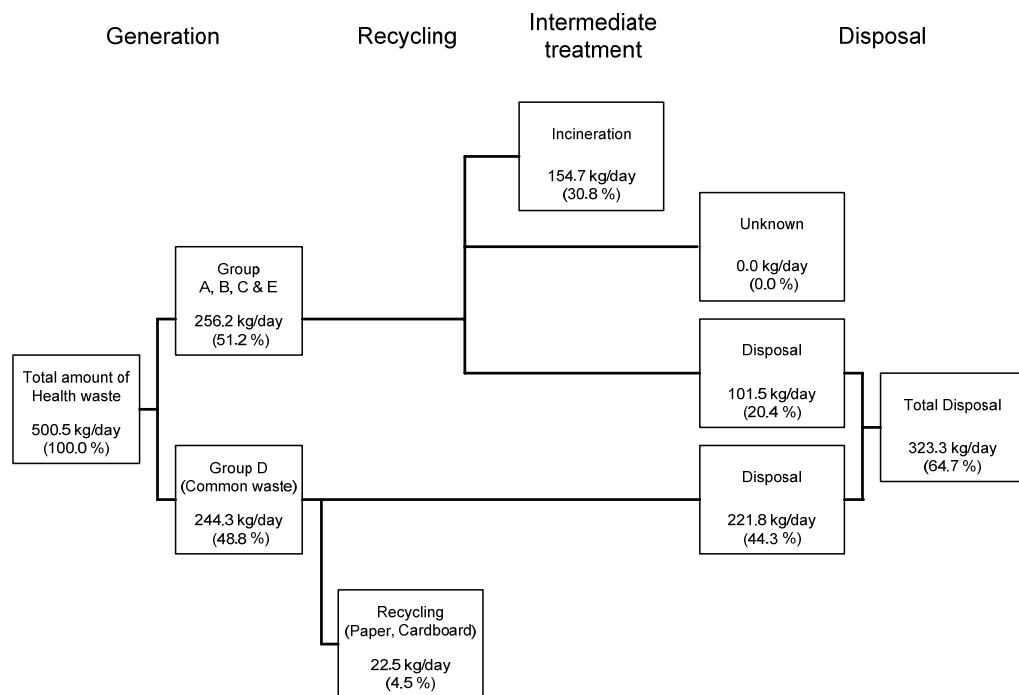 Generation
Recycling
Intermediate
treatment
Disposal
Incineration
154.7 kg/day
(30.8 %)
Unknown
0.0 kg/day
(0.0 %)
Group
A, B, C & E
256.2 kg/day
(51.2 %)
Disposal
101.5 kg/day
(20.4 %)
Total amount of
Health waste
500.5 kg/day
(100.0 %)
Total Disposal
323.3 kg/day
(64.7 %)
Group D
(Common waste)
244.3 kg/day
(48.8 %)
Disposal
221.8 kg/day
(44.3 %)
Recycling
(Paper, Cardboard)
22.5 kg/day
(4.5 %)